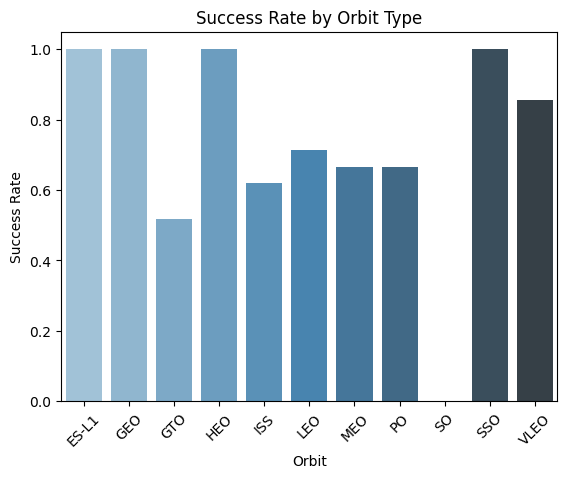 Success Rate by Orbit Type
Success Rate
1.0
0.8
0.6
0.4
0.2
0.0
ES-L1
GEO
GTO
HEO
ISS
LEO
MEO
PO
SO
SSO
VLEO
Orbit